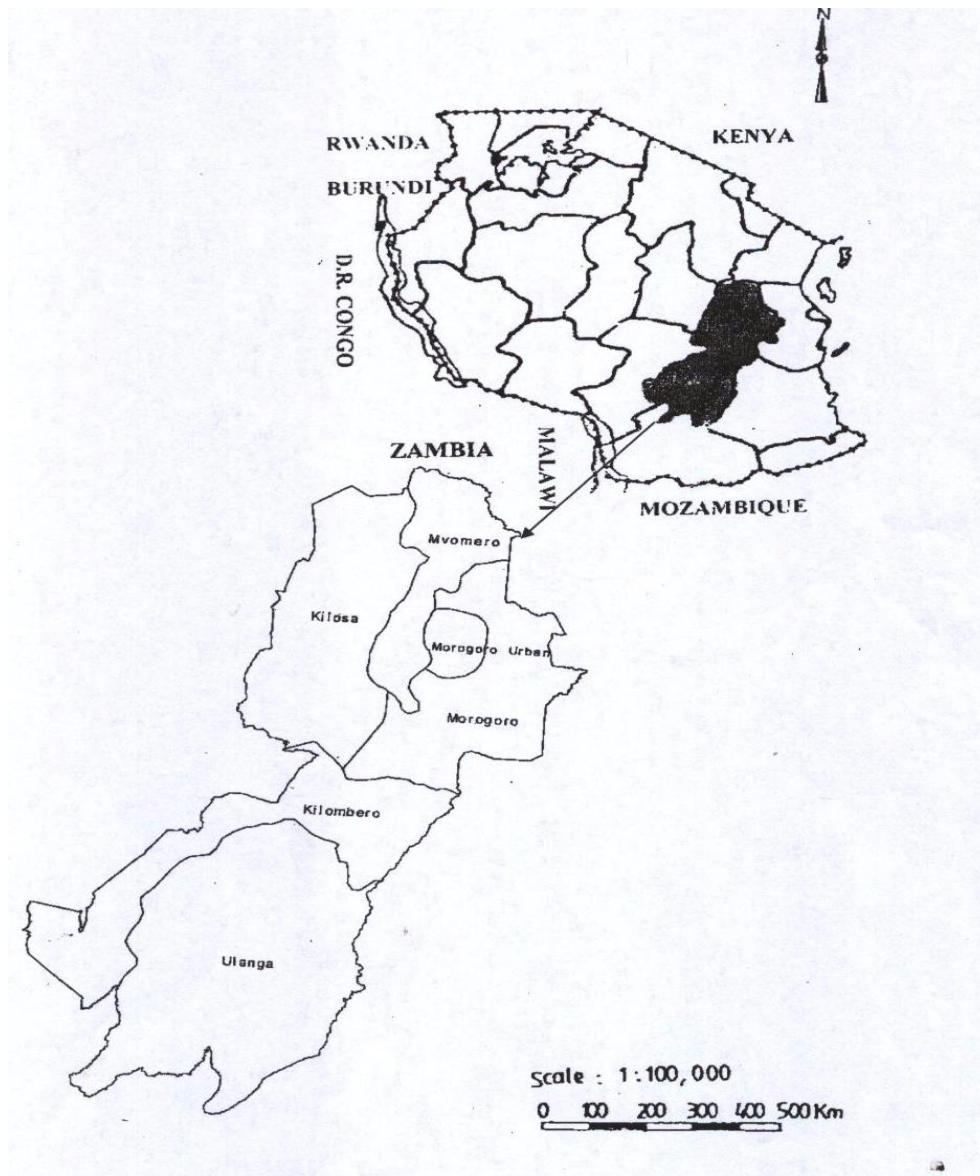 N
KENYA
RWANDA
BURUNDI
D.R. CONGO
ZAMBIA
MALAWI
MOZAMBIQUE
Mvomero
Kilosa
Morogoro Urban
Morogoro
Kilombero
Ulanga
Scale : 1:100,000
0 100 200 300 400 500 Km